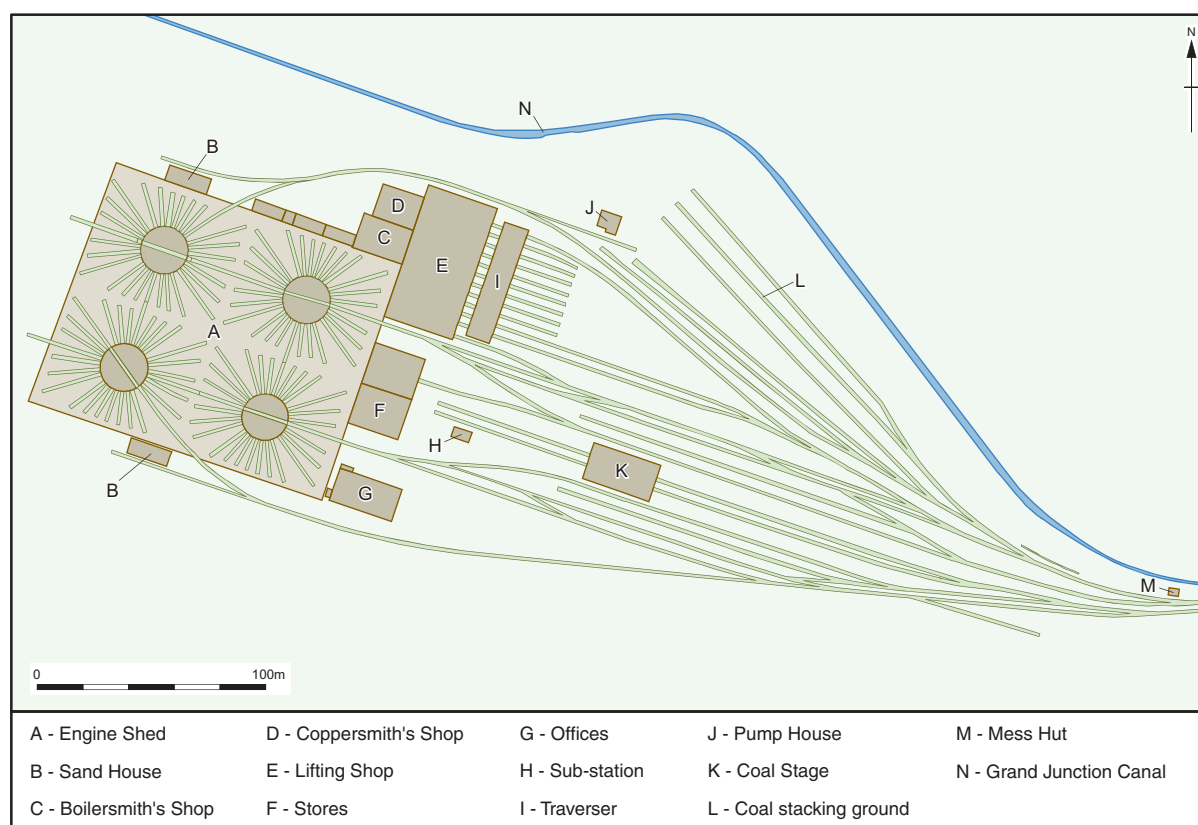 N
N
B
D
C
J
E
I
L
A
F
H
K
B
G
M
0 100m
A - Engine Shed
B - Sand House
C - Boilersmith's Shop
D - Coppersmith's Shop
E - Lifting Shop
F - Stores
G - Offices
H - Sub-station
I - Traverser
J - Pump House
K - Coal Stage
L - Coal stacking ground
M - Mess Hut
N - Grand Junction Canal